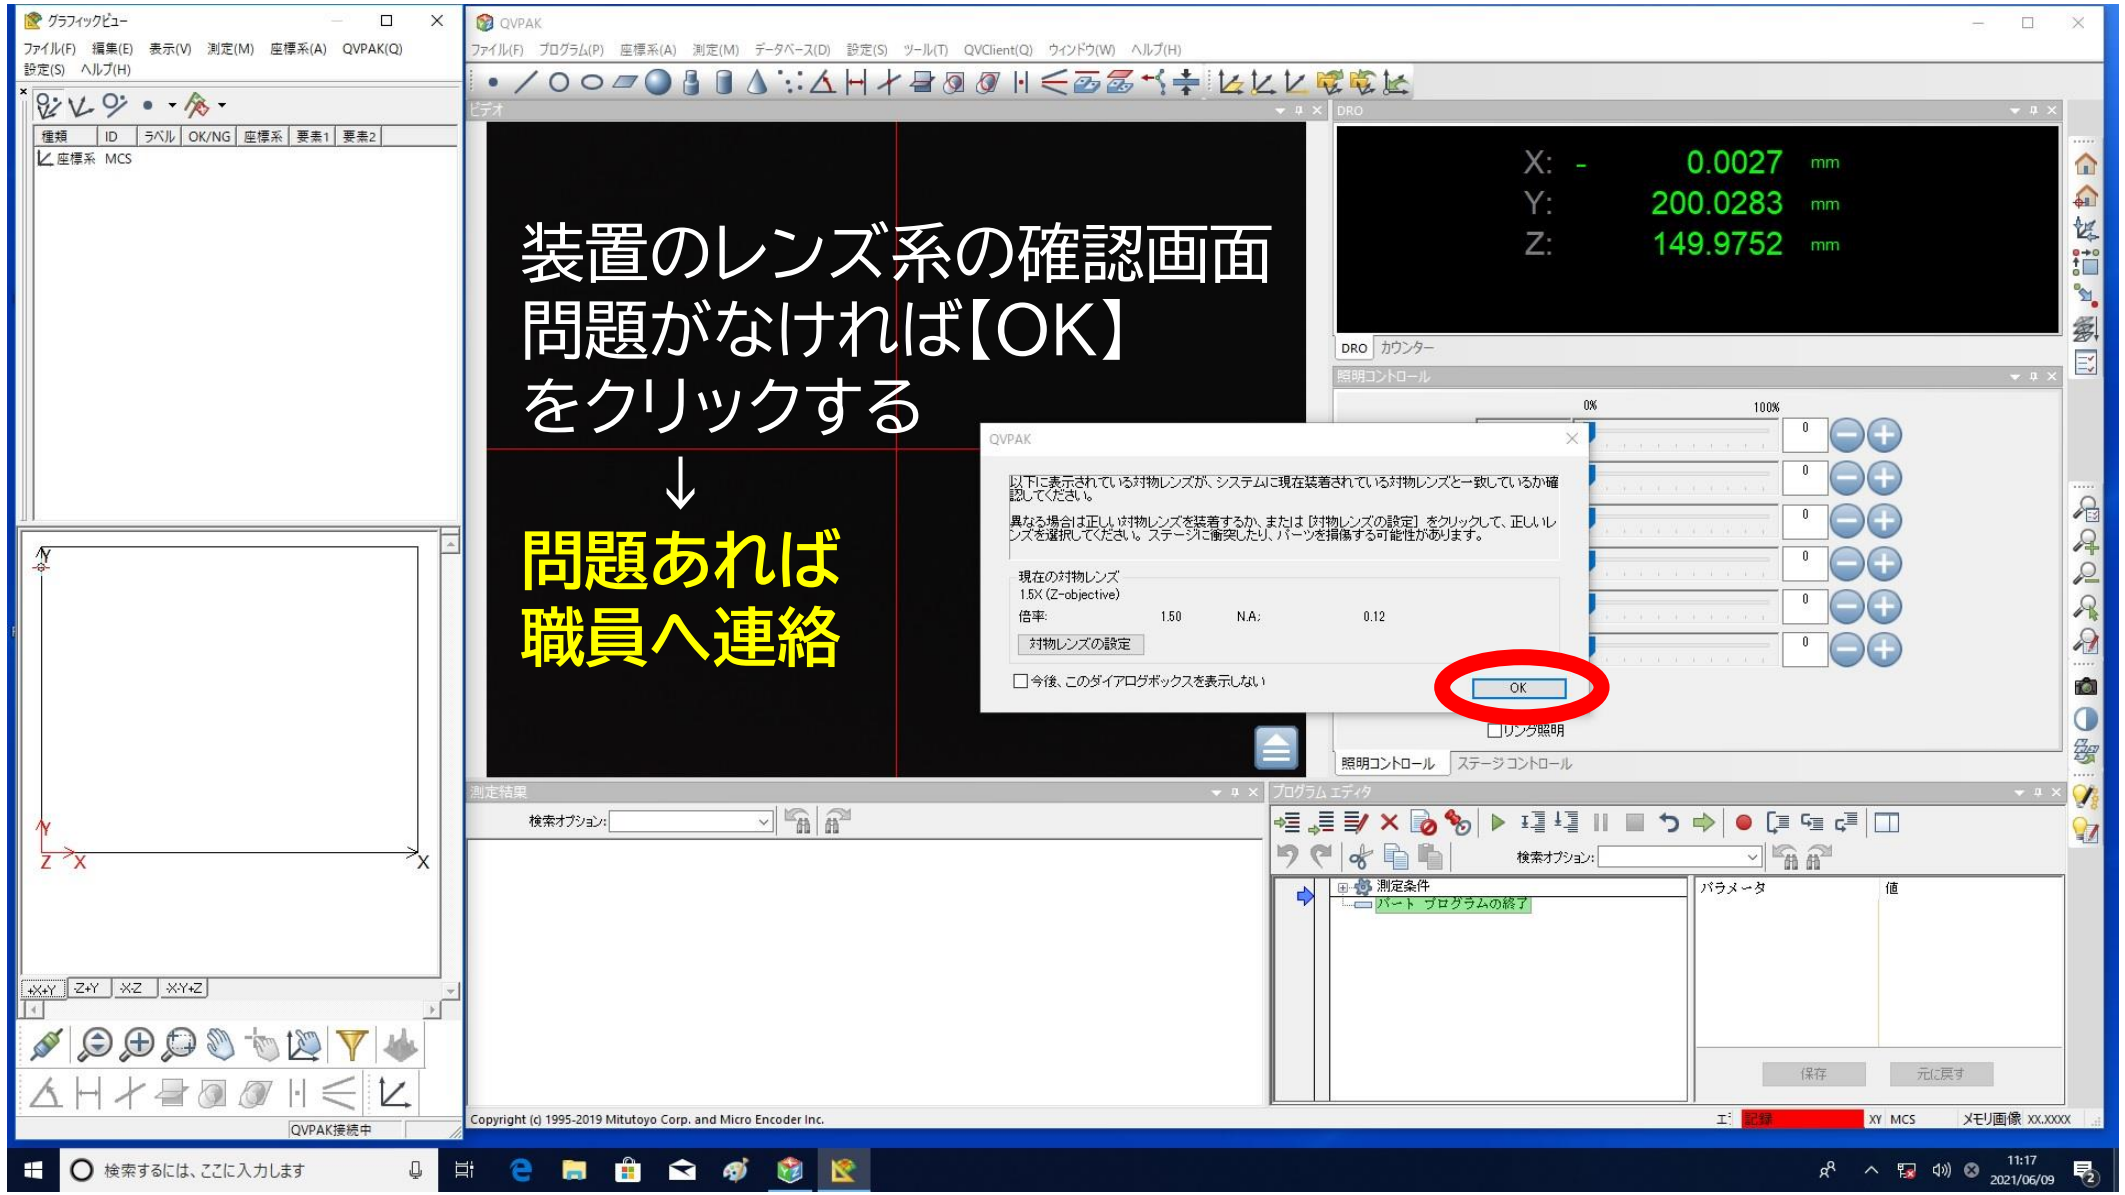 グラフィックビュー
ファイル(F) 編集(E) 表示(V) 測定(M) 座標系(A) QVPAK(Q)
設定(S) ヘルプ(H)
種類 ID ラベル OK/NG 座標系 要素1 要素2
座標系 MCS
Y
Y
Z X X
+X+Y -Z+Y X-Z -X-Y+Z
QVPAK接続中
QVPAK
ファイル(F) プログラム(P) 座標系(A) 測定(M) データベース(D) 設定(S) ツール(T) QVClient(Q) ウィンドウ(W) ヘルプ(H)
ビデオ
装置のレンズ系の確認画面
問題がなければ【OK】
をクリックする
↓
問題あれば
職員へ連絡
DRO
X: - 0.0027 mm
Y: 200.0283 mm
Z: 149.9752 mm
DRO カウンター
照明コントロール
0% 100%
0
0
0
0
0
0
リング照明
照明コントロール ステージ コントロール
QVPAK
以下に表示されている対物レンズが、システムに現在装着されている対物レンズと一致しているか確
認してください。
異なる場合は正しい対物レンズを装着するか、または [対物レンズの設定] をクリックして、正しいレ
ンズを選択してください。ステージに衝突したり、パーツを損傷する可能性があります。
現在の対物レンズ
1.5X (Z-objective)
倍率: 1.50 N.A.: 0.12
対物レンズの設定
今後、このダイアログボックスを表示しない
OK
測定結果
検索オプション:
プログラム エディタ
検索オプション:
測定条件
パート プログラムの終了
パラメータ 値
保存 元に戻す
Copyright (c) 1995-2019 Mitutoyo Corp. and Micro Encoder Inc.
記録 XY MCS メモリ画像 XX.XXXX
検索するには、ここに入力します
11:17
2021/06/09
2